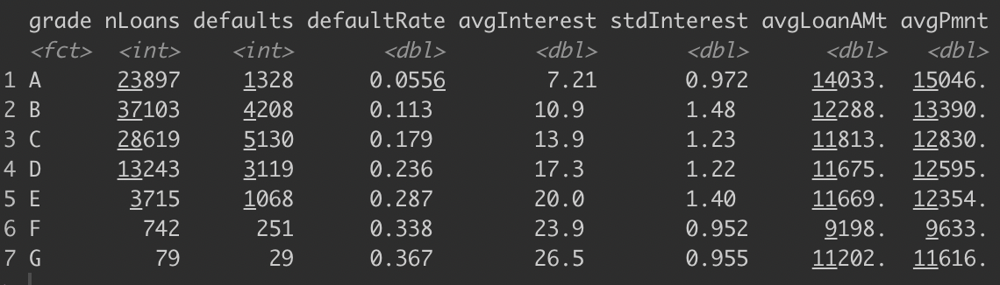 grade nLoans defaults defaultRate avgInterest stdInterest avgLoanAMt avgPmnt
<fct> <int> <int> <dbl> <dbl> <dbl> <dbl> <dbl>
1 A 23897 1328 0.0556 7.21 0.972 14033. 15046.
2 B 37103 4208 0.113 10.9 1.48 12288. 13390.
3 C 28619 5130 0.179 13.9 1.23 11813. 12830.
4 D 13243 3119 0.236 17.3 1.22 11675. 12595.
5 E 3715 1068 0.287 20.0 1.40 11669. 12354.
6 F 742 251 0.338 23.9 0.952 9198. 9633.
7 G 79 29 0.367 26.5 0.955 11202. 11616.